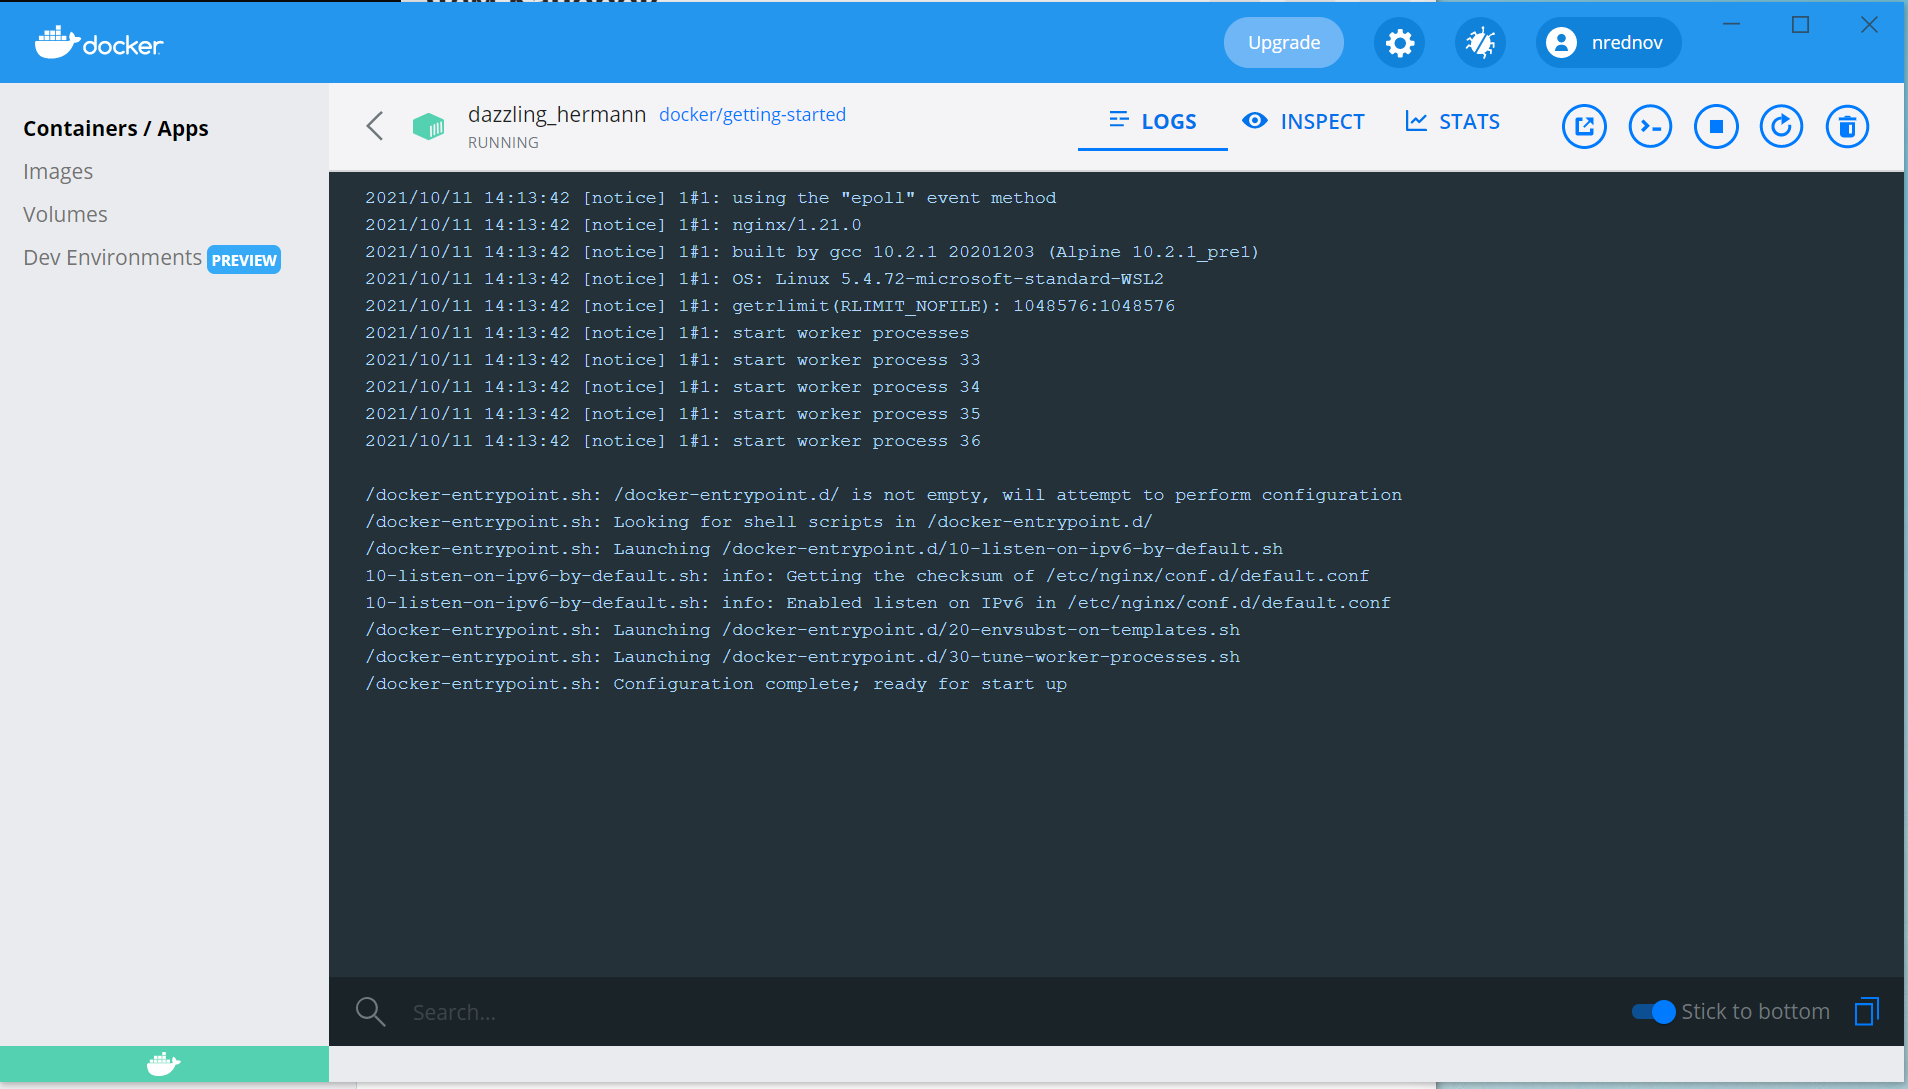 docker
Upgrade
nrednov
Containers / Apps
Images
Volumes
Dev Environments PREVIEW
dazzling_hermann docker/getting-started
RUNNING
LOGS INSPECT STATS
2021/10/11 14:13:42 [notice] 1#1: using the "epoll" event method
2021/10/11 14:13:42 [notice] 1#1: nginx/1.21.0
2021/10/11 14:13:42 [notice] 1#1: built by gcc 10.2.1 20201203 (Alpine 10.2.1_pre1)
2021/10/11 14:13:42 [notice] 1#1: OS: Linux 5.4.72-microsoft-standard-WSL2
2021/10/11 14:13:42 [notice] 1#1: getrlimit(RLIMIT_NOFILE): 1048576:1048576
2021/10/11 14:13:42 [notice] 1#1: start worker processes
2021/10/11 14:13:42 [notice] 1#1: start worker process 33
2021/10/11 14:13:42 [notice] 1#1: start worker process 34
2021/10/11 14:13:42 [notice] 1#1: start worker process 35
2021/10/11 14:13:42 [notice] 1#1: start worker process 36
/docker-entrypoint.sh: /docker-entrypoint.d/ is not empty, will attempt to perform configuration
/docker-entrypoint.sh: Looking for shell scripts in /docker-entrypoint.d/
/docker-entrypoint.sh: Launching /docker-entrypoint.d/10-listen-on-ipv6-by-default.sh
10-listen-on-ipv6-by-default.sh: info: Getting the checksum of /etc/nginx/conf.d/default.conf
10-listen-on-ipv6-by-default.sh: info: Enabled listen on IPv6 in /etc/nginx/conf.d/default.conf
/docker-entrypoint.sh: Launching /docker-entrypoint.d/20-envsubst-on-templates.sh
/docker-entrypoint.sh: Launching /docker-entrypoint.d/30-tune-worker-processes.sh
/docker-entrypoint.sh: Configuration complete; ready for start up
Search...
Stick to bottom